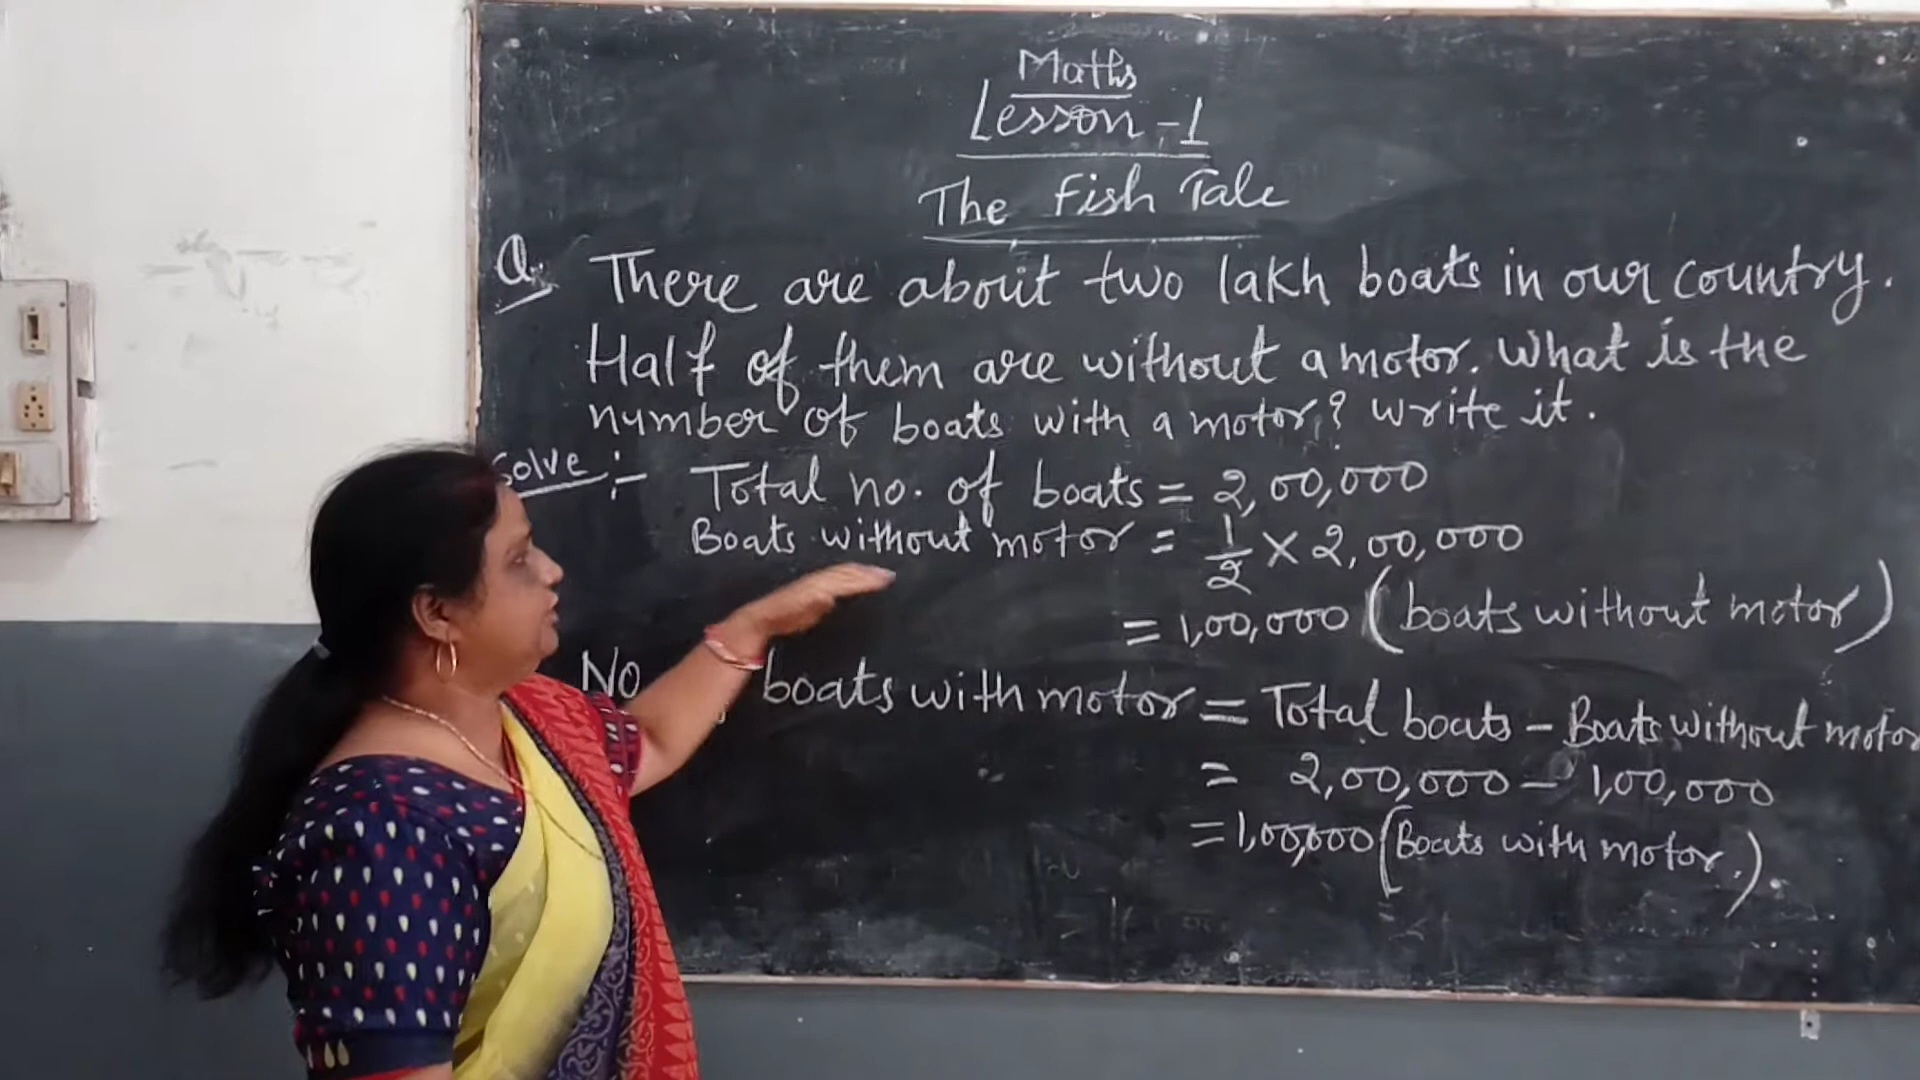 Maths
Lesson-1
The Fish Tale
Q. There are about two lakh boats in our country.
Half of them are without a motor. What is the
number of boats with a motor? Write it.
Solve :- Total no. of boats = 2,00,000
Boats without motor = 1/2 × 2,00,000
= 1,00,000 (boats without motor)
No boats with motor = Total boats - Boats without motor
= 2,00,000 - 1,00,000
= 1,00,000 (Boats with motor.)